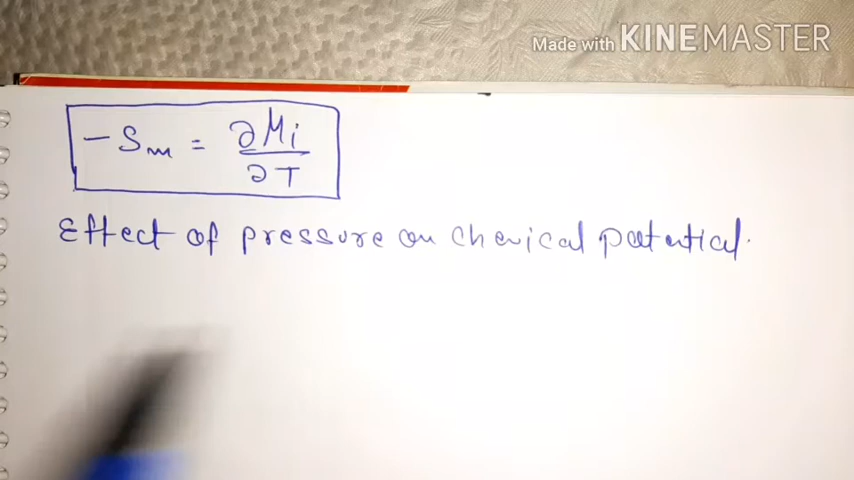 Made with KINEMASTER
- Sm = ∂μi / ∂T
Effect of pressure on chemical potential.